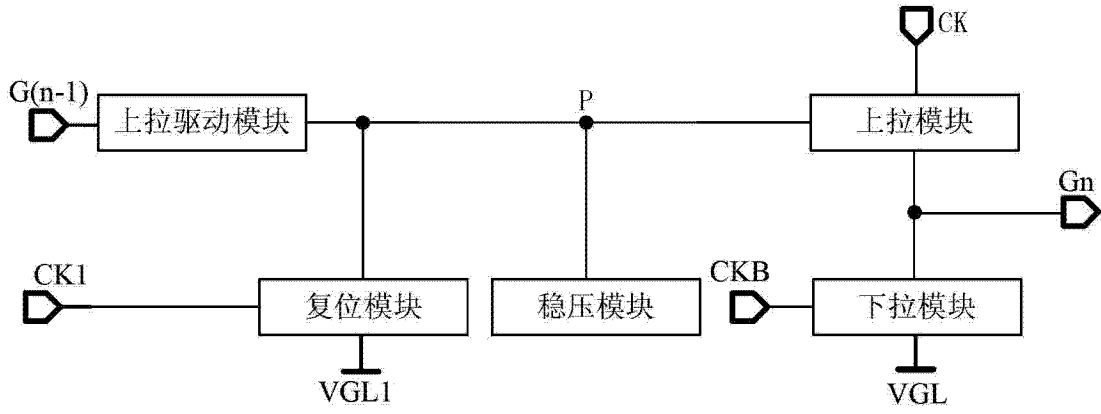 CK
G(n-1)
P
上拉驱动模块
上拉模块
Gn
CK1
CKB
复位模块
稳压模块
下拉模块
VGL1
VGL